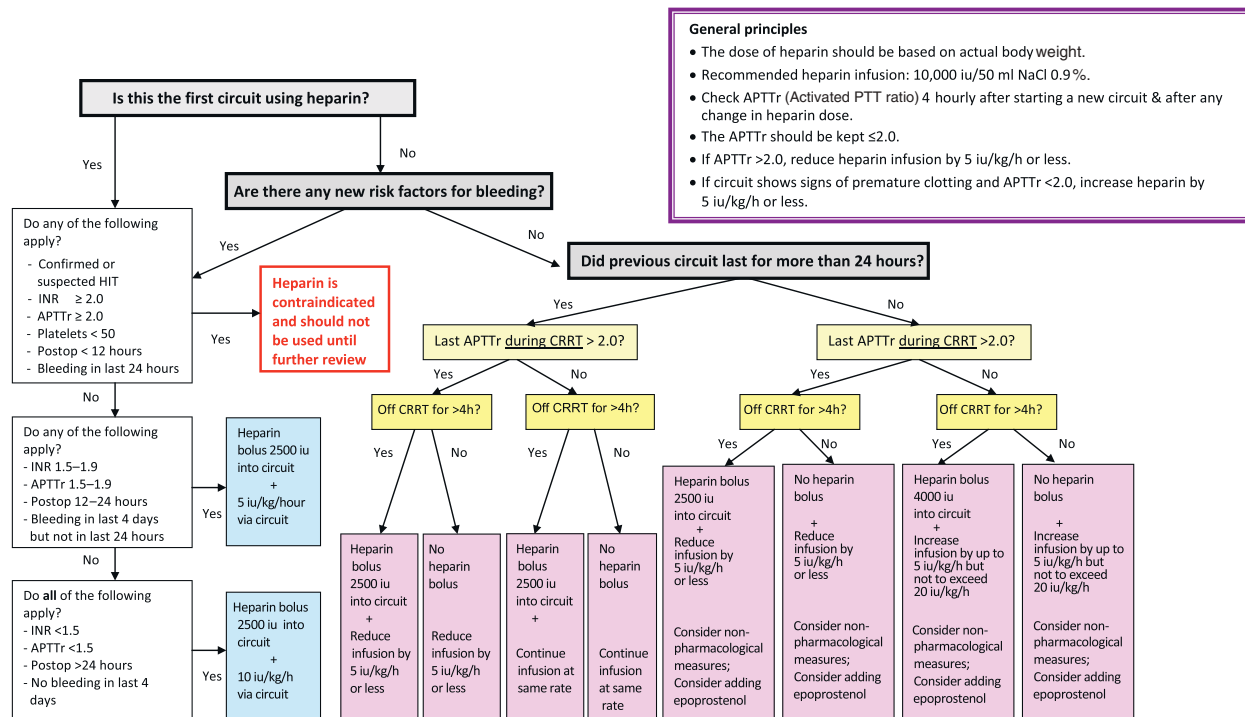 General principles
• The dose of heparin should be based on actual body weight.
• Recommended heparin infusion: 10,000 iu/50 ml NaCl 0.9%.
• Check APTTr (Activated PTT ratio) 4 hourly after starting a new circuit & after any
change in heparin dose.
• The APTTr should be kept ≤2.0.
• If APTTr >2.0, reduce heparin infusion by 5 iu/kg/h or less.
• If circuit shows signs of premature clotting and APTTr <2.0, increase heparin by
5 iu/kg/h or less.
Is this the first circuit using heparin?
Yes
No
Are there any new risk factors for bleeding?
Yes
No
Do any of the following
apply?
- Confirmed or
suspected HIT
- INR ≥ 2.0
- APTTr ≥ 2.0
- Platelets < 50
- Postop < 12 hours
- Bleeding in last 24 hours
Yes
Heparin is
contraindicated
and should not
be used until
further review
No
Do any of the following
apply?
- INR 1.5–1.9
- APTTr 1.5–1.9
- Postop 12–24 hours
- Bleeding in last 4 days
but not in last 24 hours
Yes
Heparin
bolus 2500 iu
into circuit
+
5 iu/kg/hour
via circuit
No
Do all of the following
apply?
- INR <1.5
- APTTr <1.5
- Postop >24 hours
- No bleeding in last 4
days
Yes
Heparin bolus
2500 iu into
circuit
+
10 iu/kg/h
via circuit
Did previous circuit last for more than 24 hours?
Yes
No
Last APTTr during CRRT > 2.0?
Last APTTr during CRRT >2.0?
Yes
No
Yes
No
Off CRRT for >4h?
Off CRRT for >4h?
Off CRRT for >4h?
Off CRRT for >4h?
Yes
No
Yes
No
Yes
No
Yes
No
Heparin
bolus
2500 iu
into circuit
+
Reduce
infusion by
5 iu/kg/h
or less
No
heparin
bolus
Reduce
infusion by
5 iu/kg/h
or less
Heparin
bolus
2500 iu
into circuit
+
Continue
infusion at
same rate
No
heparin
bolus
Continue
infusion
at same
rate
Heparin bolus
2500 iu
into circuit
+
Reduce
infusion by
5 iu/kg/h
or less
Consider non-
pharmacological
measures;
Consider adding
epoprostenol
No heparin
bolus
+
Reduce
infusion by
5 iu/kg/h
or less
Consider non-
pharmacological
measures;
Consider adding
epoprostenol
Heparin bolus
4000 iu
into circuit
+
Increase
infusion by up to
5 iu/kg/h but
not to exceed
20 iu/kg/h
Consider non-
pharmacological
measures;
Consider adding
epoprostenol
No heparin
bolus
+
Increase
infusion by up to
5 iu/kg/h but
not to exceed
20 iu/kg/h
Consider non-
pharmacological
measures;
Consider adding
epoprostenol